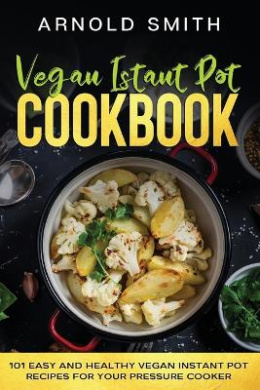 ARNOLD SMITH
Vegan Istant Pot
COOKBOOK
101 EASY AND HEALTHY VEGAN INSTANT POT
RECIPES FOR YOUR PRESSURE COOKER